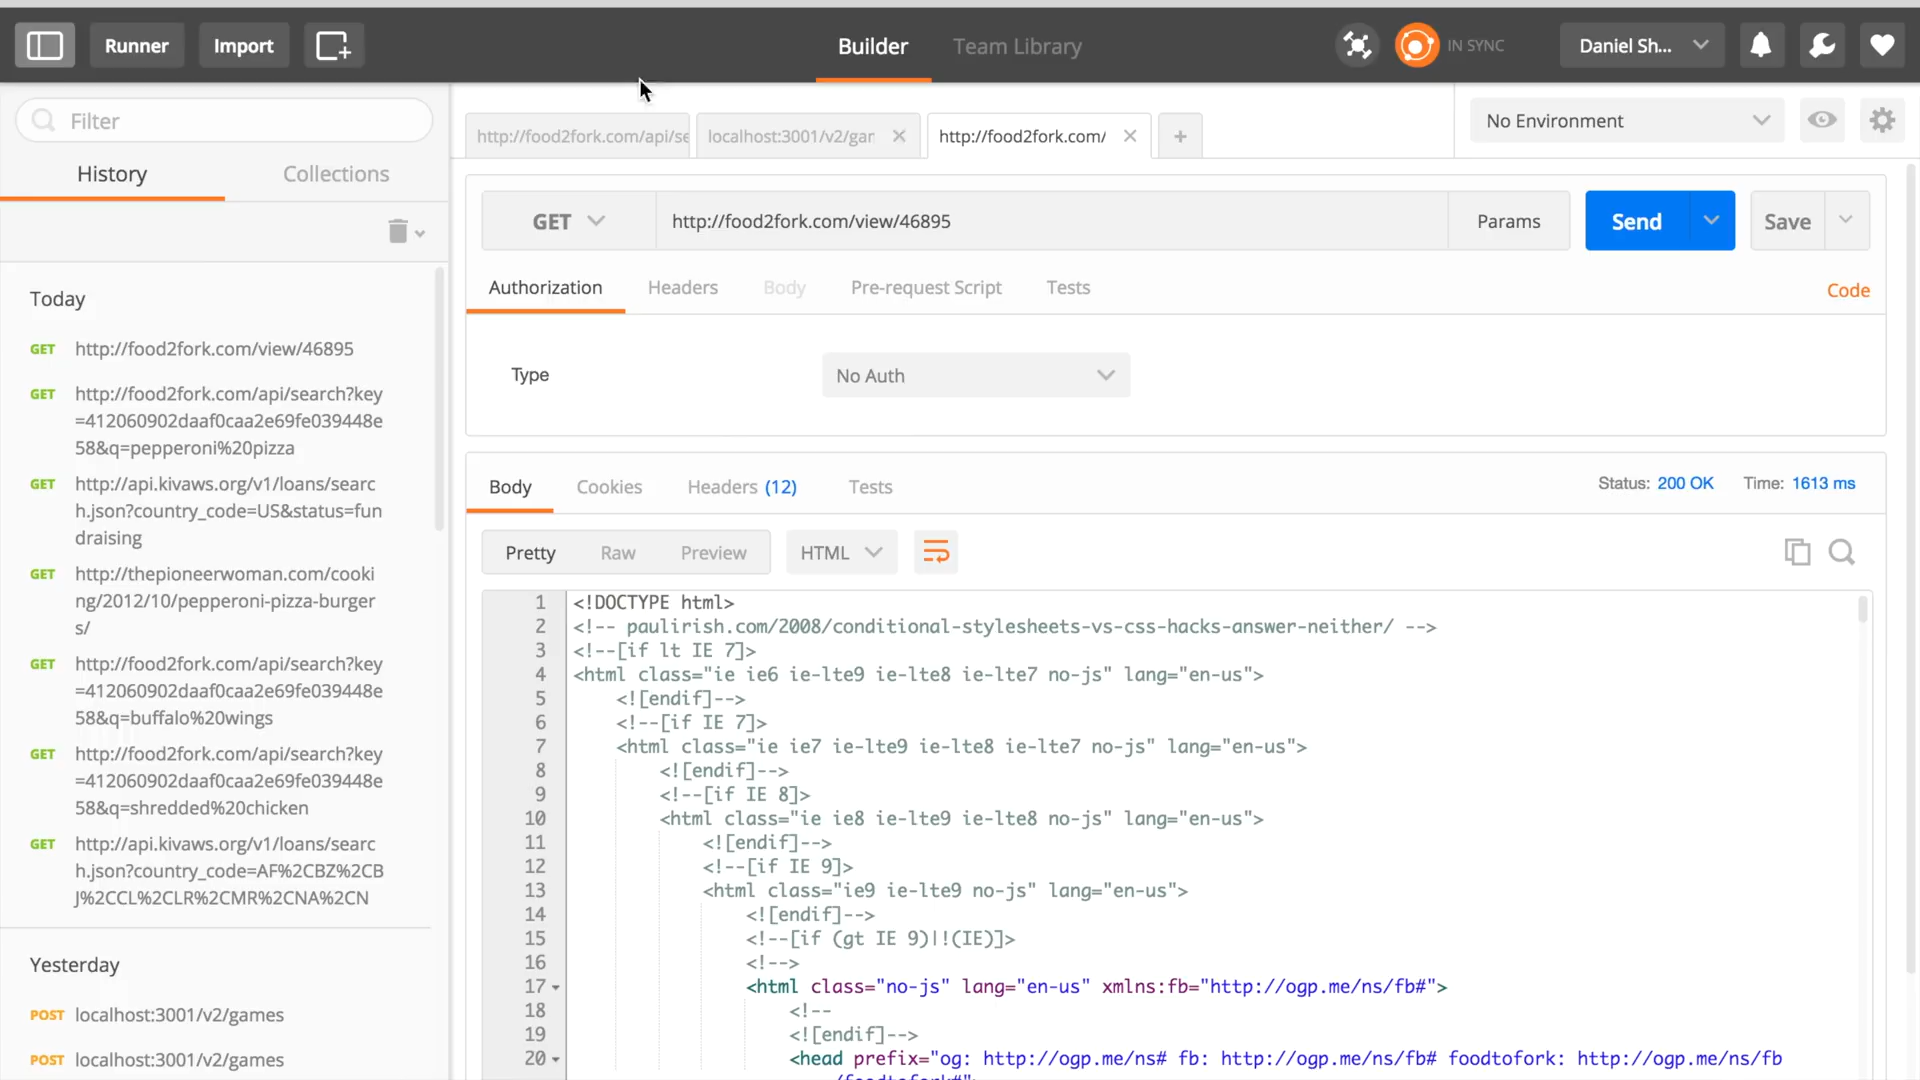 Runner
Import
Builder
Team Library
IN SYNC
Daniel Sh...
Filter
http://food2fork.com/api/se
localhost:3001/v2/gar
http://food2fork.com/
No Environment
History
Collections
GET
http://food2fork.com/view/46895
Params
Send
Save
Authorization
Headers
Body
Pre-request Script
Tests
Code
Type
No Auth
Today
GET http://food2fork.com/view/46895
GET http://food2fork.com/api/search?key
=412060902daaf0caa2e69fe039448e
58&q=pepperoni%20pizza
GET http://api.kivaws.org/v1/loans/searc
h.json?country_code=US&status=fun
draising
GET http://thepioneerwoman.com/cooki
ng/2012/10/pepperoni-pizza-burger
s/
GET http://food2fork.com/api/search?key
=412060902daaf0caa2e69fe039448e
58&q=buffalo%20wings
GET http://food2fork.com/api/search?key
=412060902daaf0caa2e69fe039448e
58&q=shredded%20chicken
GET http://api.kivaws.org/v1/loans/searc
h.json?country_code=AF%2CBZ%2CB
J%2CCL%2CLR%2CMR%2CNA%2CN
Yesterday
POST localhost:3001/v2/games
POST localhost:3001/v2/games
Body
Cookies
Headers (12)
Tests
Status: 200 OK
Time: 1613 ms
Pretty
Raw
Preview
HTML
1 <!DOCTYPE html>
2 <!-- paulirish.com/2008/conditional-stylesheets-vs-css-hacks-answer-neither/ -->
3 <!--[if lt IE 7]>
4 <html class="ie ie6 ie-lte9 ie-lte8 ie-lte7 no-js" lang="en-us">
5 <![endif]-->
6 <!--[if IE 7]>
7 <html class="ie ie7 ie-lte9 ie-lte8 ie-lte7 no-js" lang="en-us">
8 <![endif]-->
9 <!--[if IE 8]>
10 <html class="ie ie8 ie-lte9 ie-lte8 no-js" lang="en-us">
11 <![endif]-->
12 <!--[if IE 9]>
13 <html class="ie9 ie-lte9 no-js" lang="en-us">
14 <![endif]-->
15 <!--[if (gt IE 9)|!(IE)]>
16 <!-->
17 <html class="no-js" lang="en-us" xmlns:fb="http://ogp.me/ns/fb#">
18 <!--
19 <![endif]-->
20 <head prefix="og: http://ogp.me/ns# fb: http://ogp.me/ns/fb# foodtofork: http://ogp.me/ns/fb